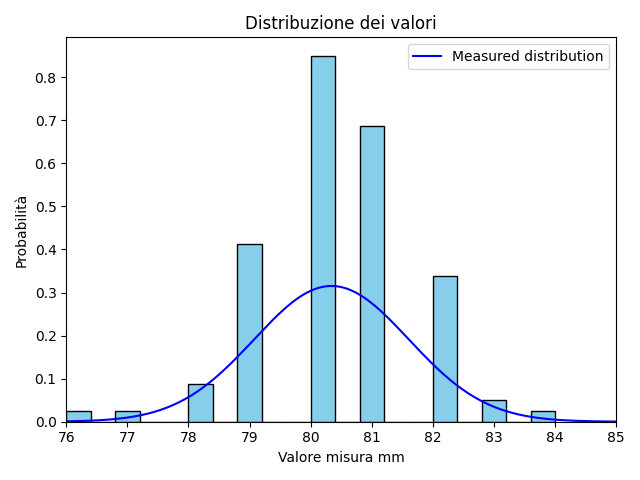 Distribuzione dei valori
Measured distribution
Probabilità
0.8
0.7
0.6
0.5
0.4
0.3
0.2
0.1
0.0
76 77 78 79 80 81 82 83 84 85
Valore misura mm